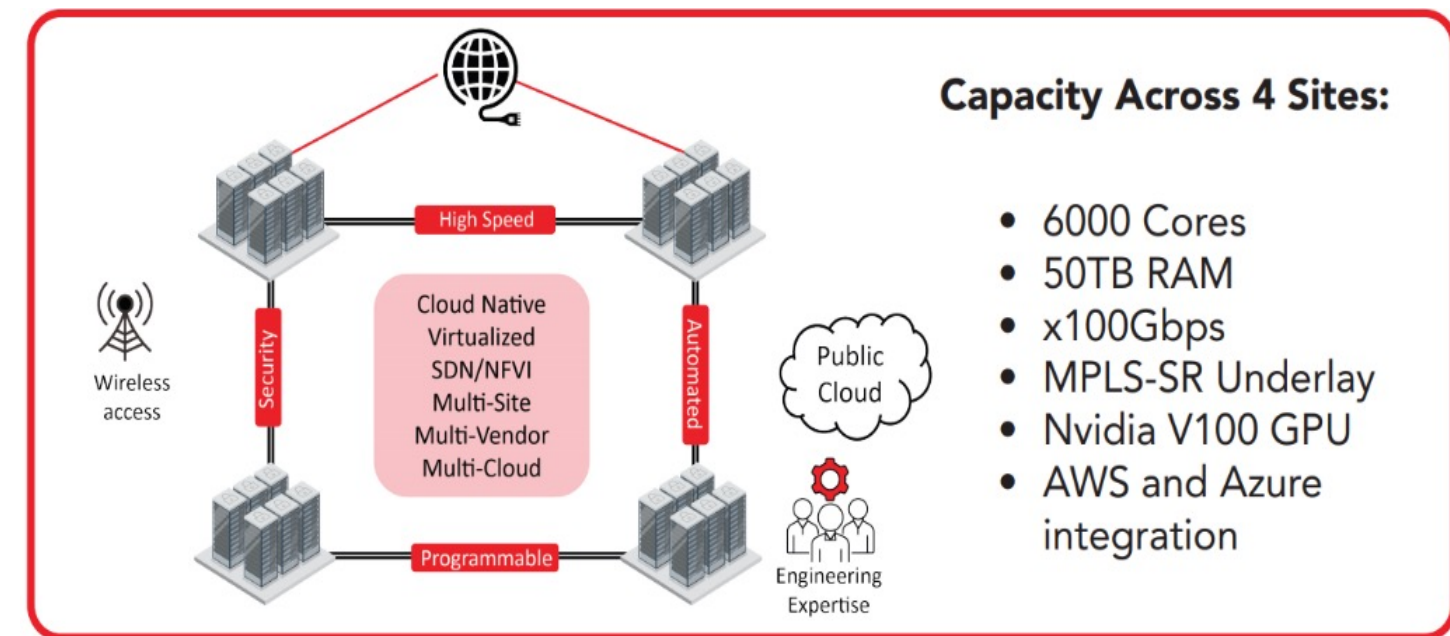 Capacity Across 4 Sites:
High Speed
Security
Automated
Programmable
Cloud Native
Virtualized
SDN/NFVI
Multi-Site
Multi-Vendor
Multi-Cloud
Wireless
access
Public
Cloud
Engineering
Expertise
• 6000 Cores
• 50TB RAM
• x100Gbps
• MPLS-SR Underlay
• Nvidia V100 GPU
• AWS and Azure
integration